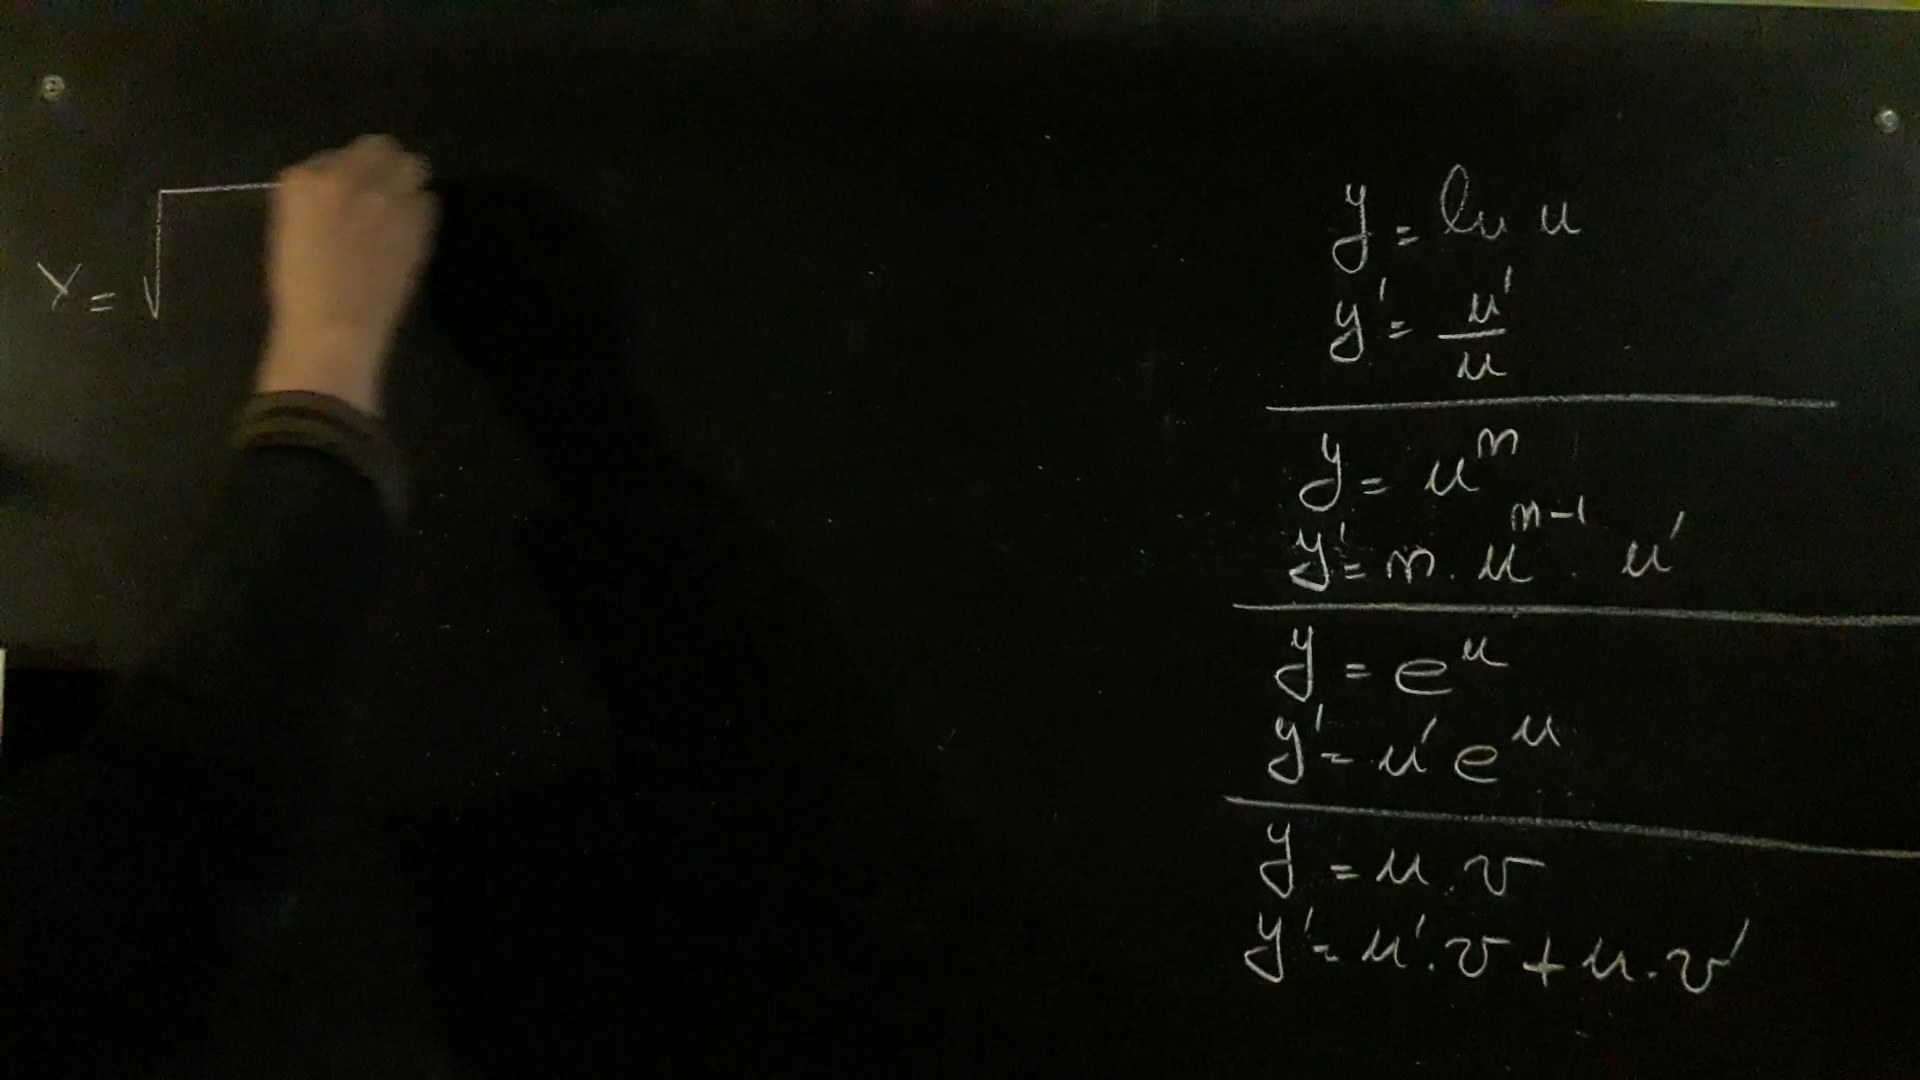 y = √
y = ln u
y' = u'/u
y = u^n
y' = n . u^{n-1} . u'
y = e^u
y' = u' e^u
y = u . v
y' = u' . v + u . v'